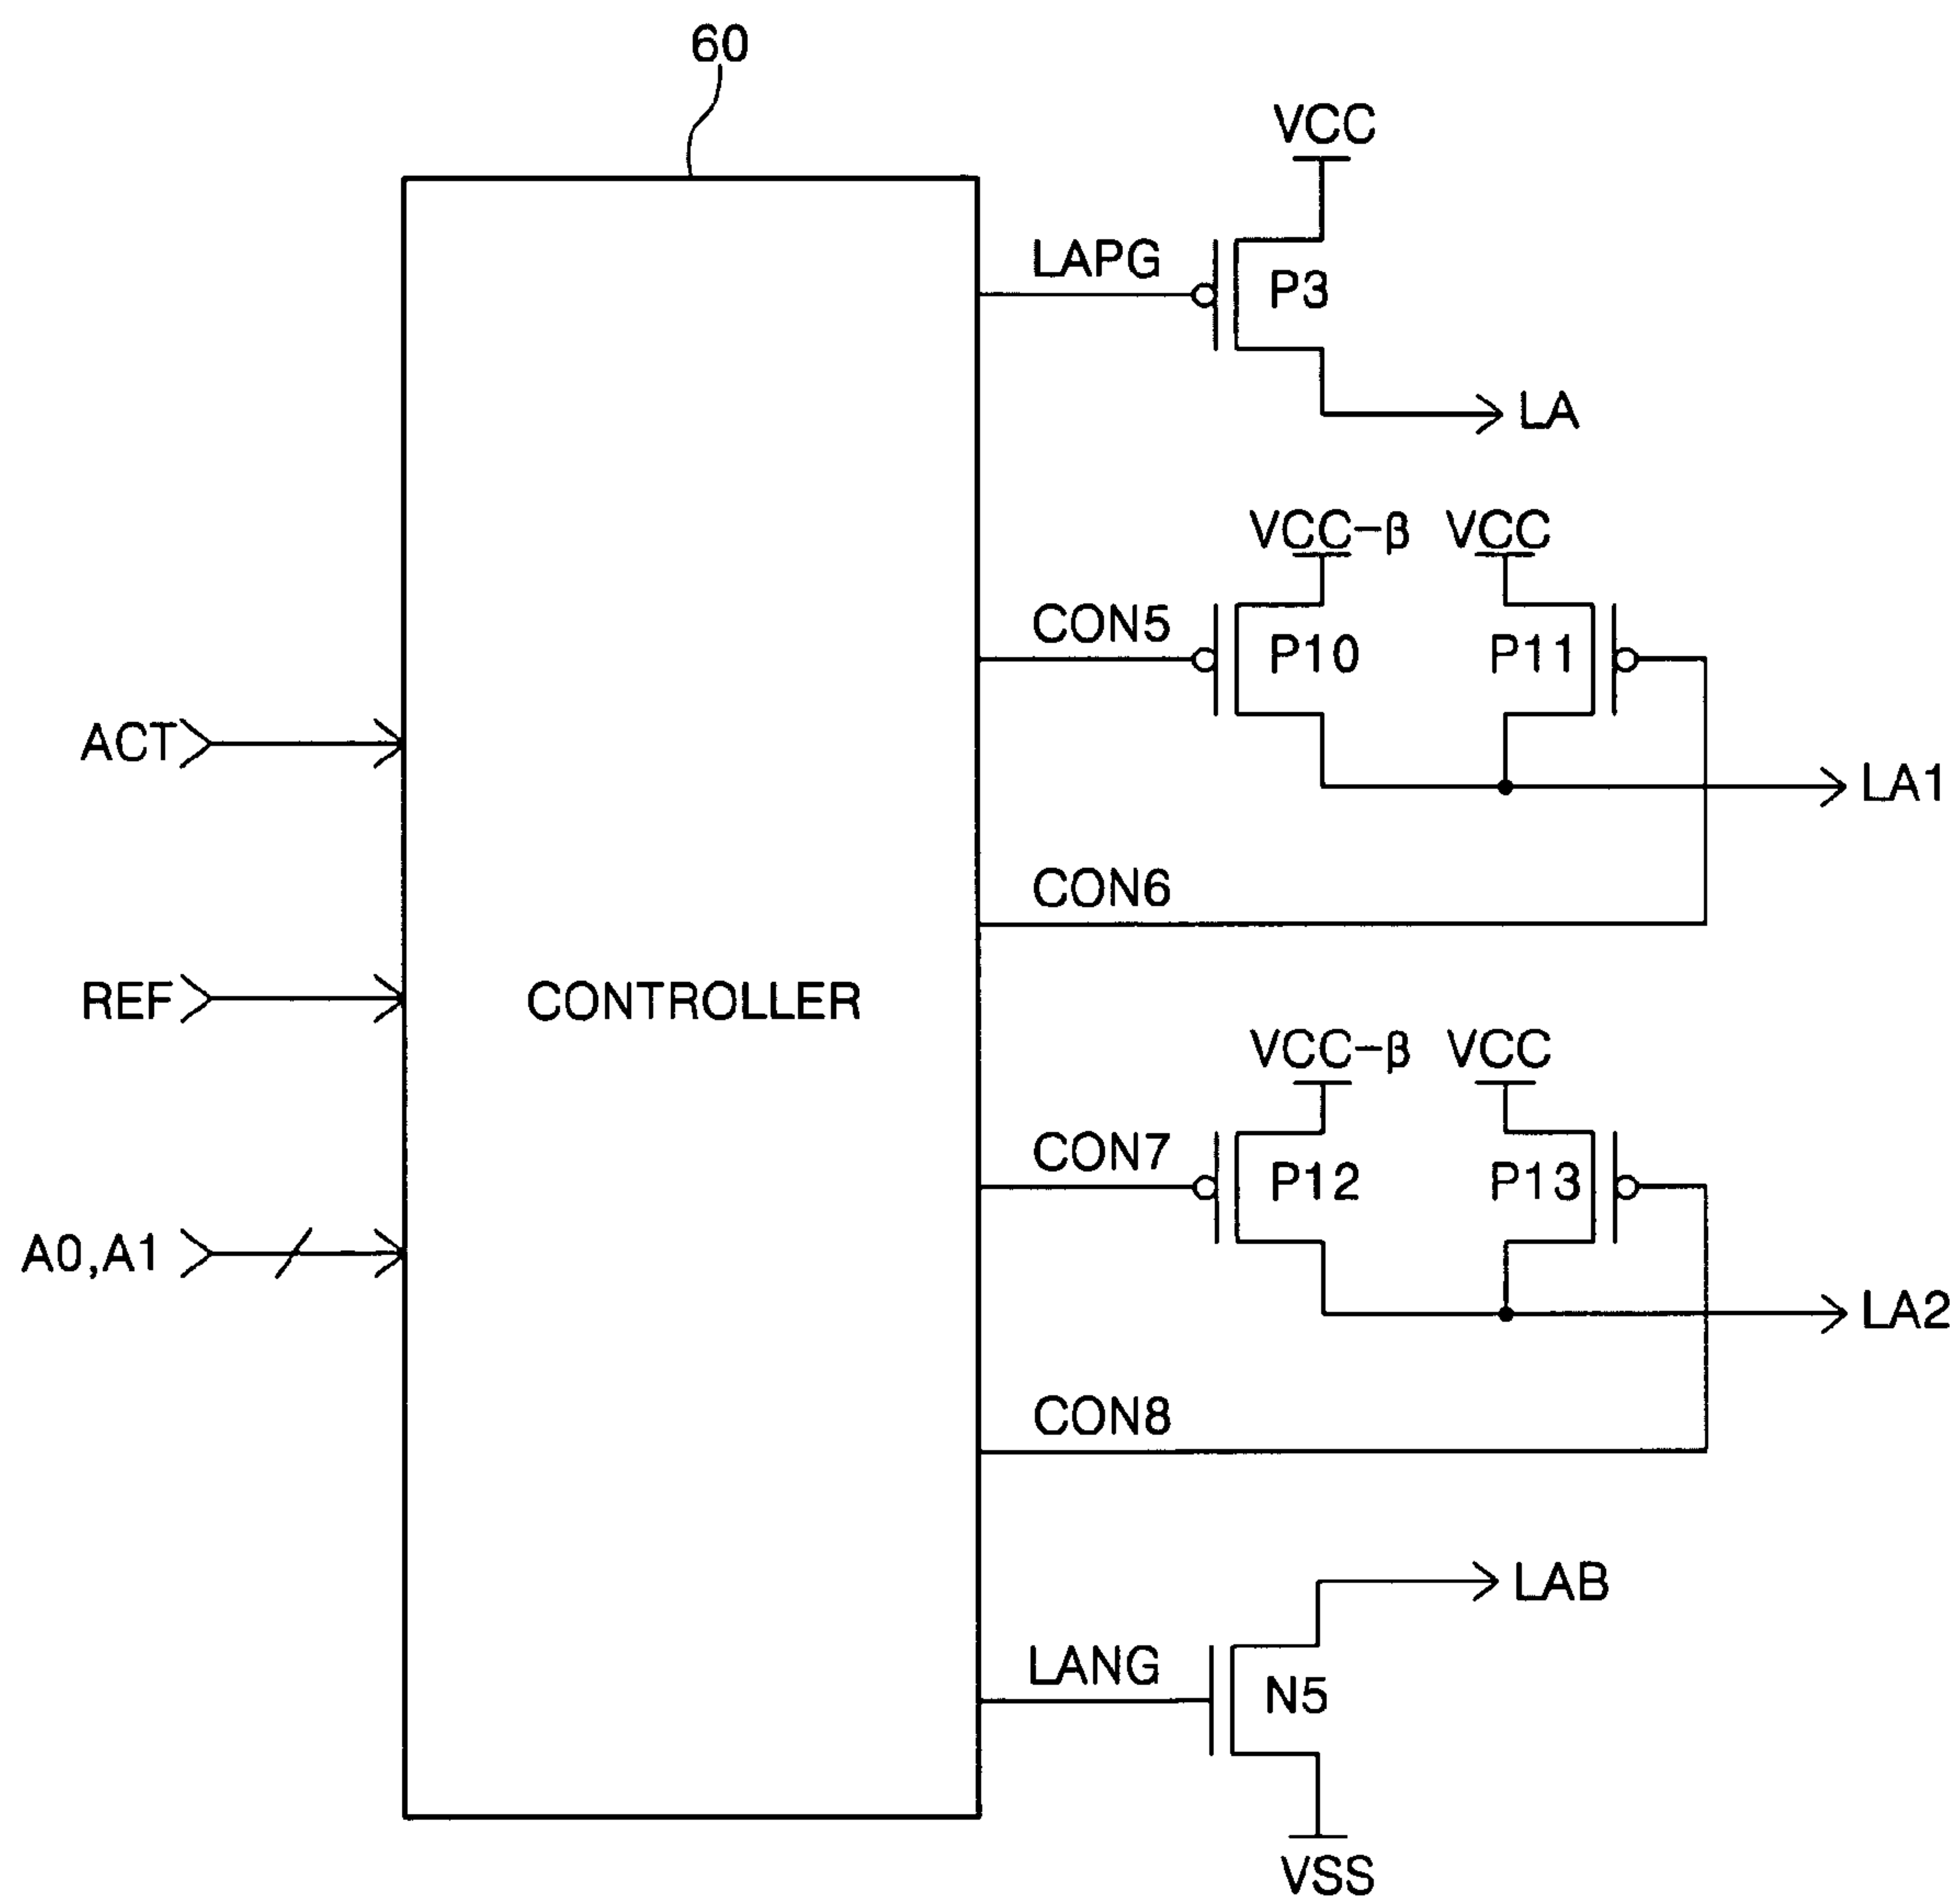 60
VCC
LAPG
P3
LA
VCC-β VCC
CON5
P10 P11
ACT
LA1
CON6
REF
CONTROLLER
VCC-β VCC
CON7
P12 P13
A0,A1
LA2
CON8
LAB
LANG
N5
VSS